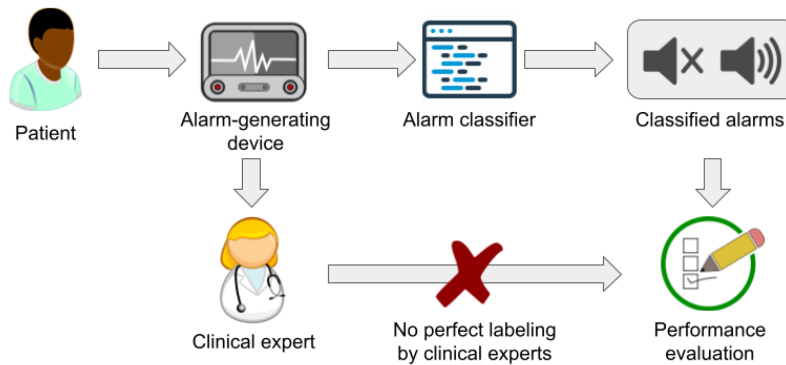 Patient
Alarm-generating
device
Alarm classifier
Classified alarms
Clinical expert
No perfect labeling
by clinical experts
Performance
evaluation